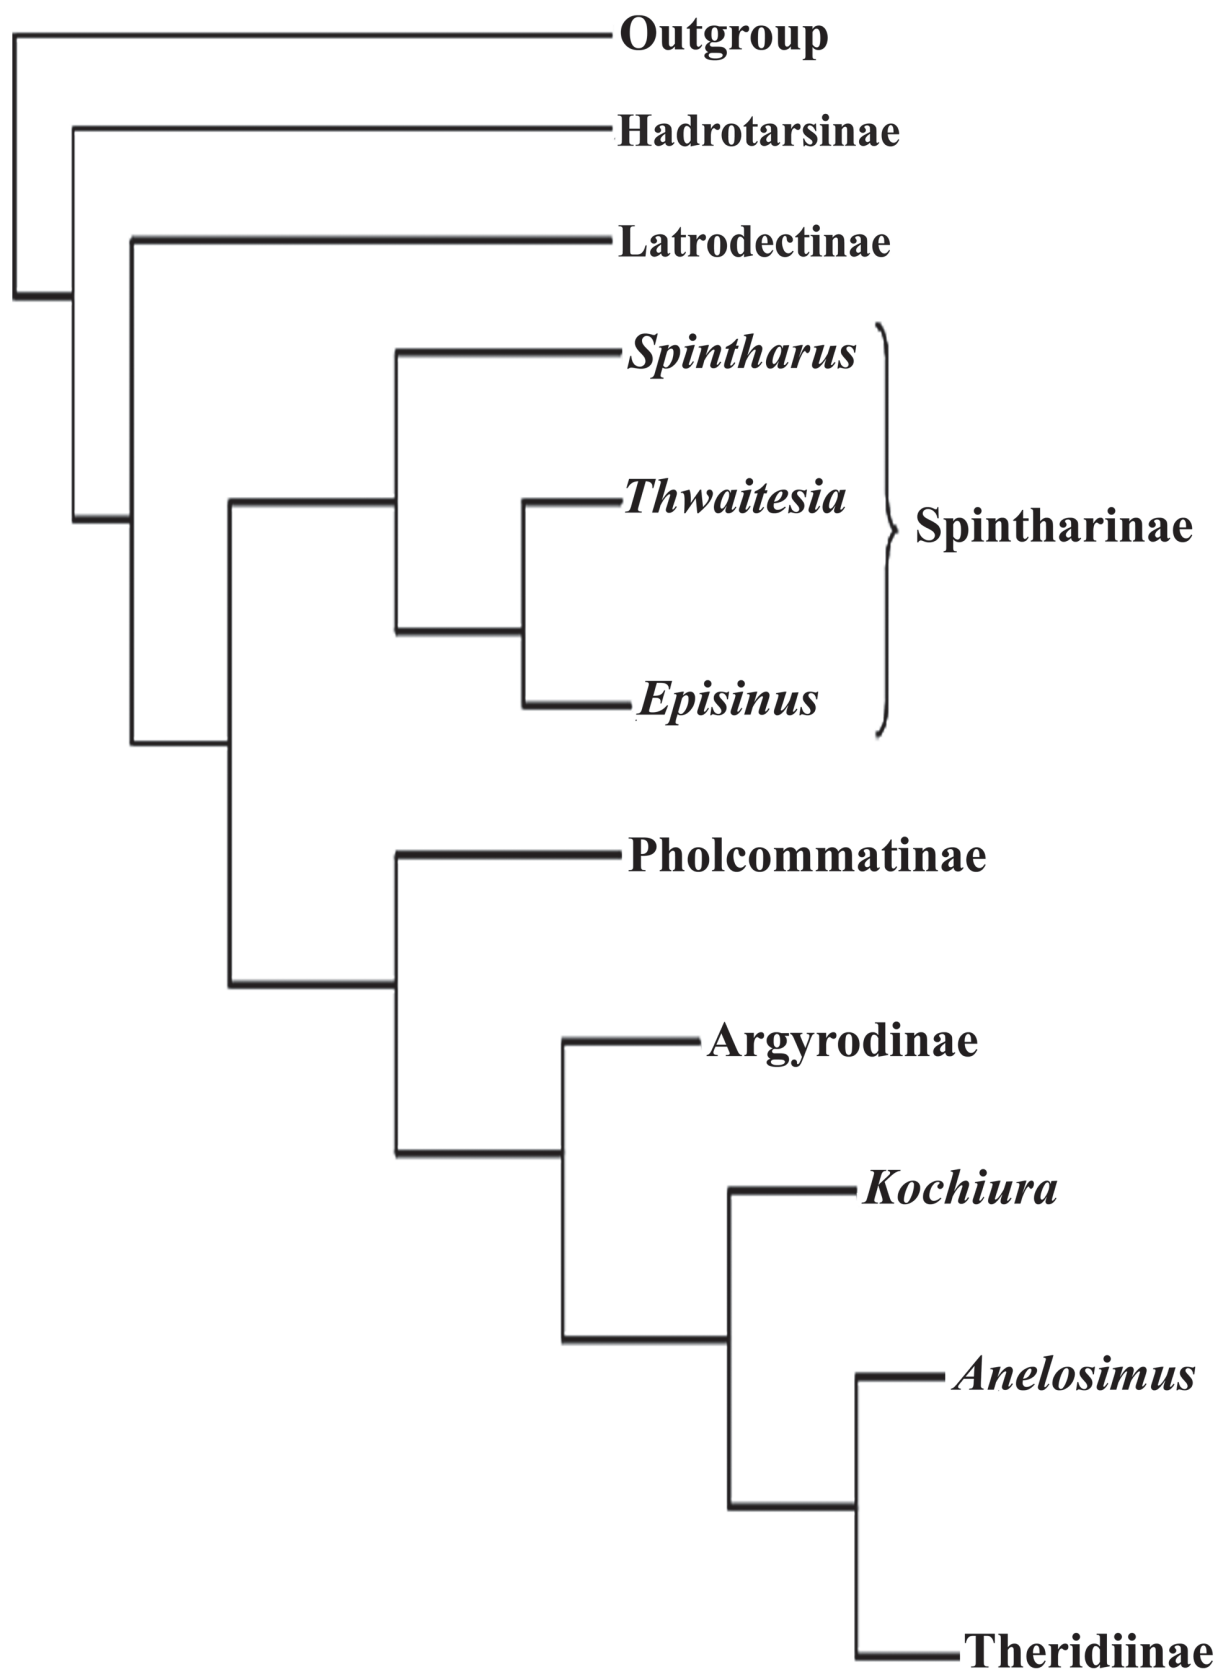 Outgroup
Hadrotarsinae
Latrodectinae
Spintharus
Thwaitesia
Spintharinae
Episinus
Pholcommatinae
Argyrodinae
Kochiura
Anelosimus
Theridiinae